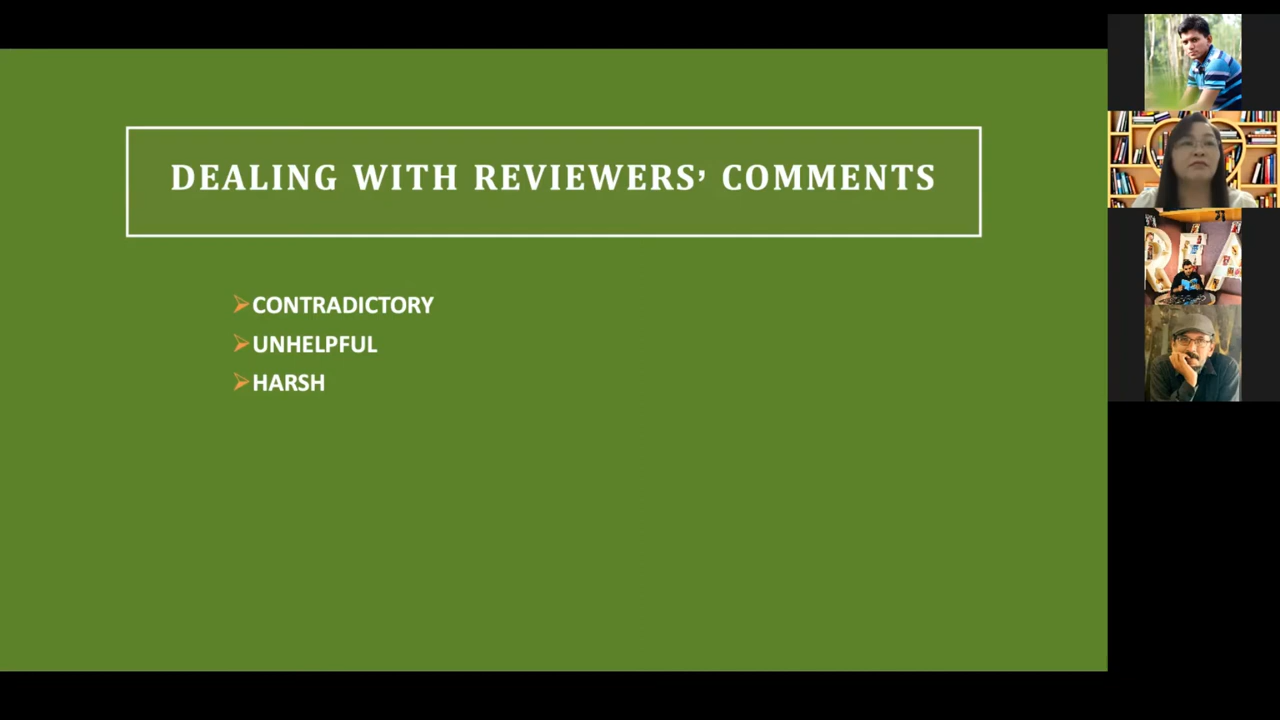 DEALING WITH REVIEWERS’ COMMENTS
CONTRADICTORY
UNHELPFUL
HARSH